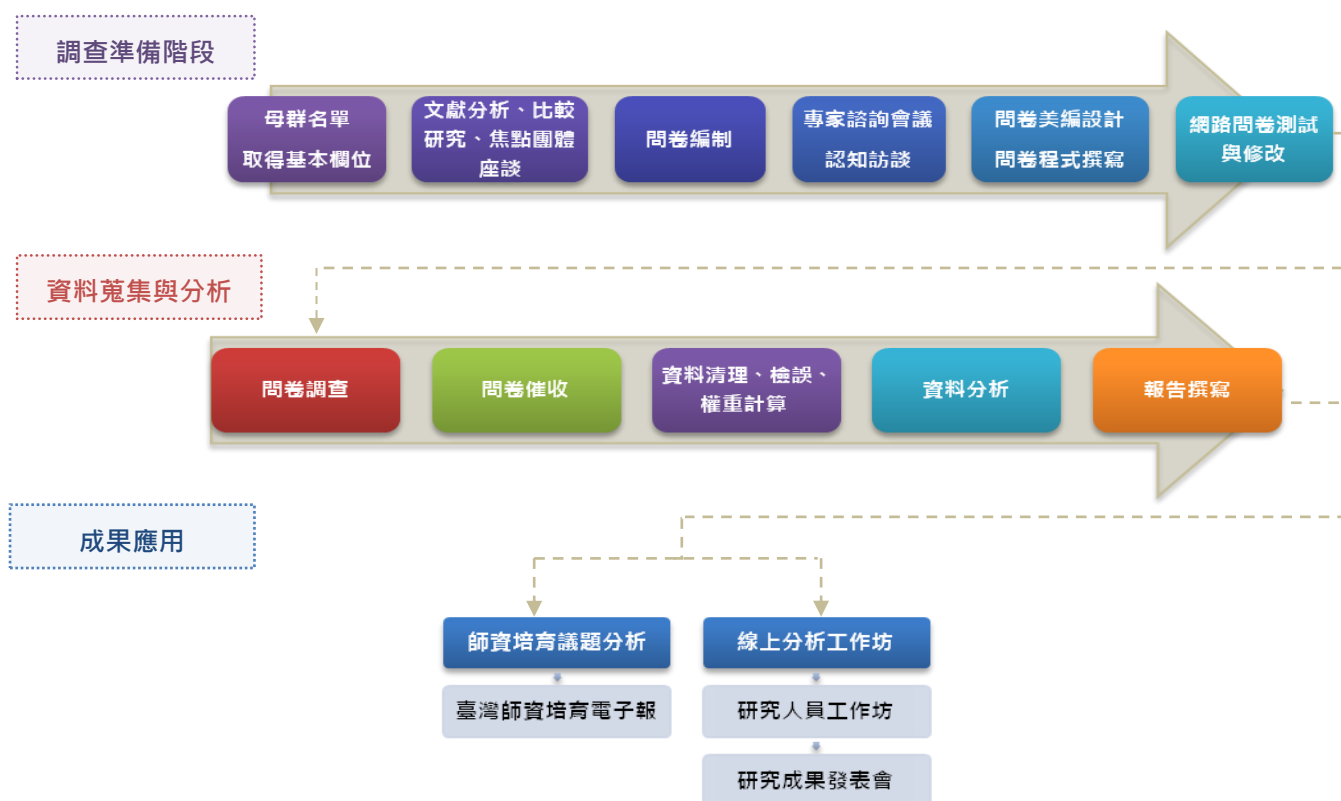 調查準備階段
母群名單
取得基本欄位
文獻分析、比較
研究、焦點團體
座談
問卷編制
專家諮詢會議
認知訪談
問卷美編設計
問卷程式撰寫
網路問卷測試
與修改
資料蒐集與分析
問卷調查
問卷催收
資料清理、檢誤、
權重計算
資料分析
報告撰寫
成果應用
師資培育議題分析
線上分析工作坊
臺灣師資培育電子報
研究人員工作坊
研究成果發表會